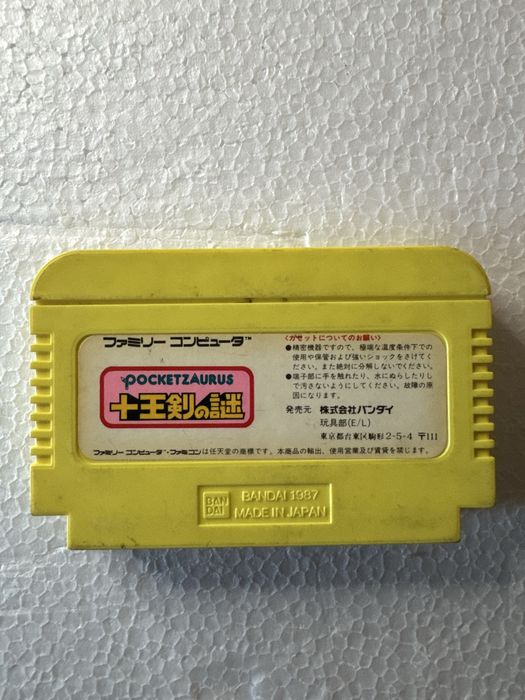 ファミリー コンピュータ™
POCKETZAURUS
十王剣の謎
ファミリー コンピュータ・ファミコンは任天堂の商標です。本商品の輸出、使用営業及び賃貸を禁じます。
〈カセットについてのお願い〉
●精密機器ですので、極端な温度条件下での
使用や保管および強いショックをさけてく
ださい。また絶対に分解しないでください。
●端子部に手を触れたり、水にぬらしたりし
て汚さないようにしてください。故障の原
因になります。
発売元 株式会社バンダイ
玩具部(E/L)
東京都台東区駒形2-5-4 〒111
BAN
DAI
BANDAI 1987
MADE IN JAPAN